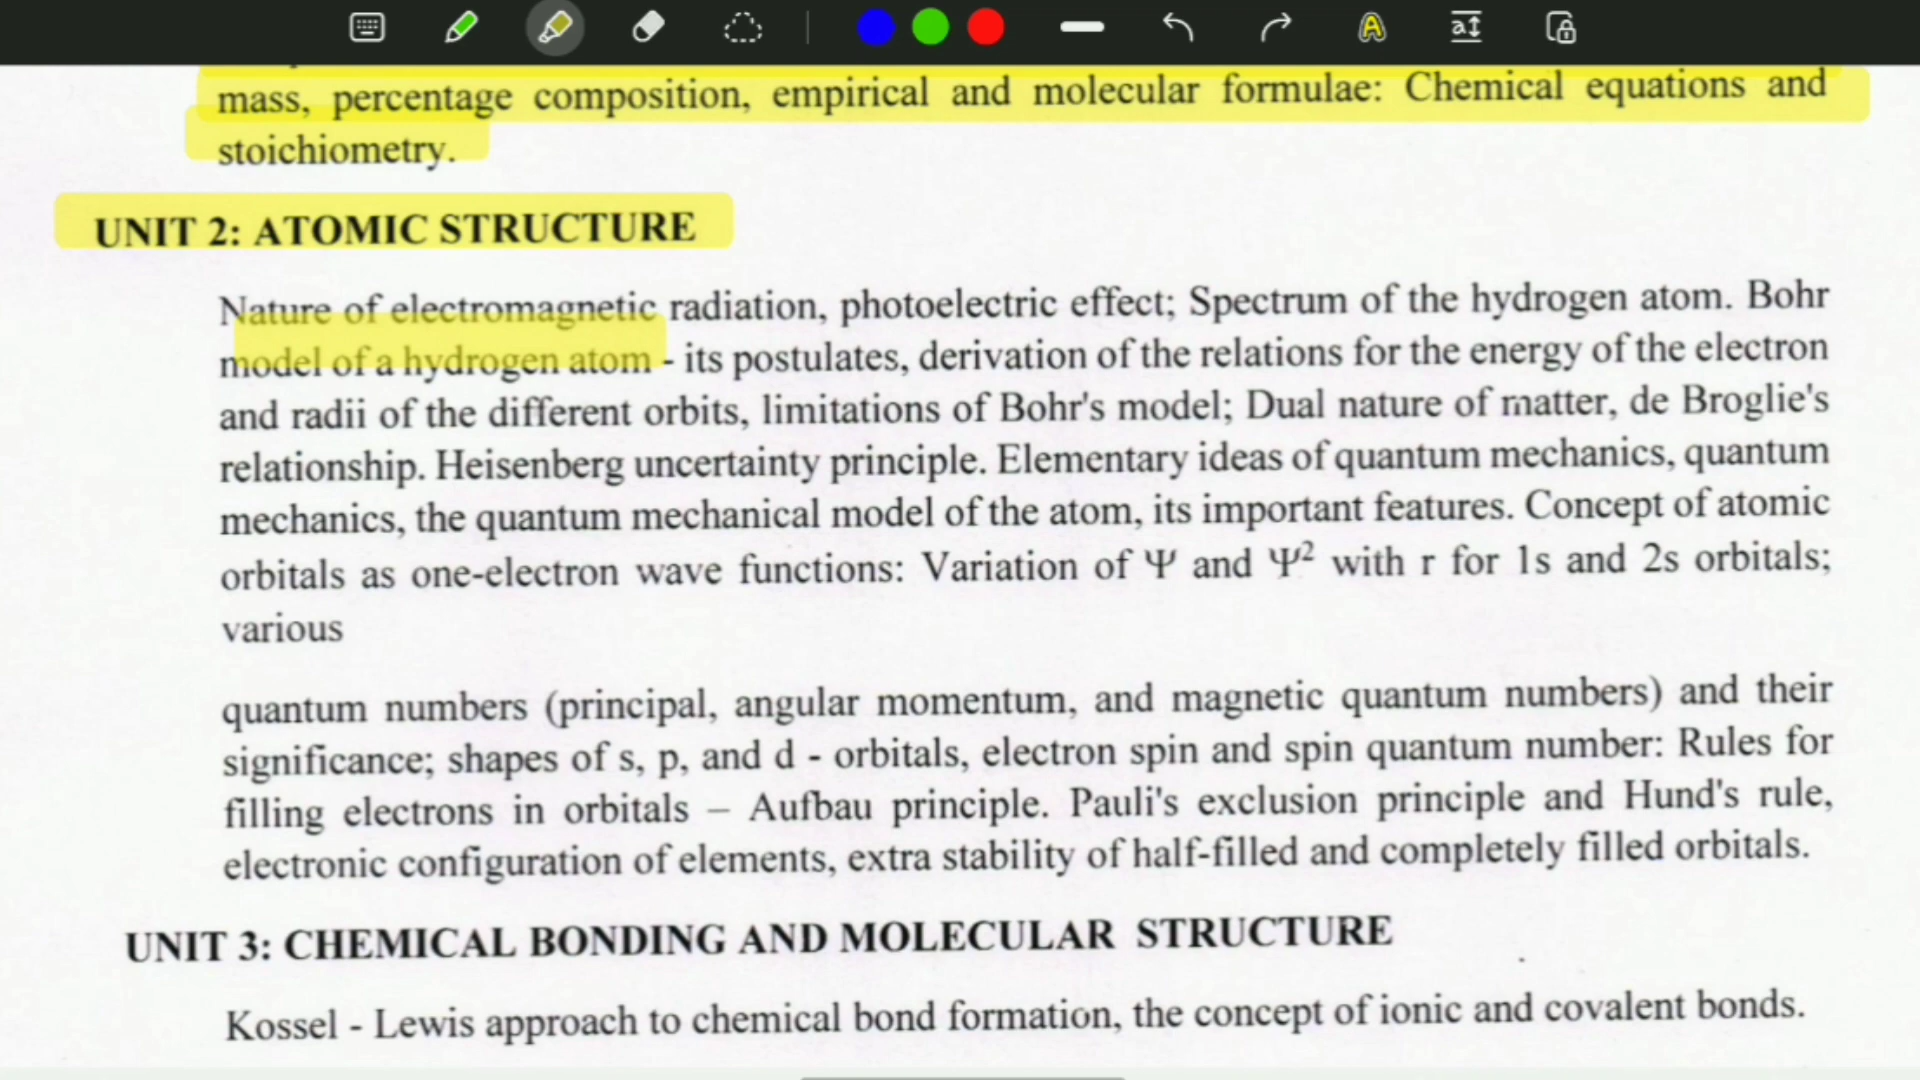 mass, percentage composition, empirical and molecular formulae: Chemical equations and
stoichiometry.
UNIT 2: ATOMIC STRUCTURE
Nature of electromagnetic radiation, photoelectric effect; Spectrum of the hydrogen atom. Bohr
model of a hydrogen atom - its postulates, derivation of the relations for the energy of the electron
and radii of the different orbits, limitations of Bohr's model; Dual nature of matter, de Broglie's
relationship. Heisenberg uncertainty principle. Elementary ideas of quantum mechanics, quantum
mechanics, the quantum mechanical model of the atom, its important features. Concept of atomic
orbitals as one-electron wave functions: Variation of Ψ and Ψ² with r for 1s and 2s orbitals;
various
quantum numbers (principal, angular momentum, and magnetic quantum numbers) and their
significance; shapes of s, p, and d - orbitals, electron spin and spin quantum number: Rules for
filling electrons in orbitals – Aufbau principle. Pauli's exclusion principle and Hund's rule,
electronic configuration of elements, extra stability of half-filled and completely filled orbitals.
UNIT 3: CHEMICAL BONDING AND MOLECULAR STRUCTURE
Kossel - Lewis approach to chemical bond formation, the concept of ionic and covalent bonds.